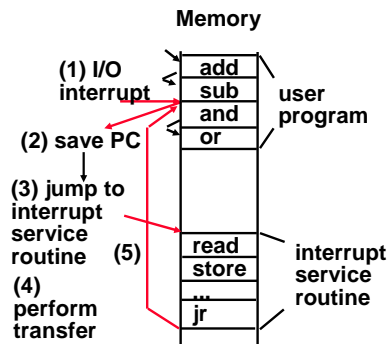 Memory
(1) I/O
interrupt
add
sub
and
or
user
program
(2) save PC
(3) jump to
interrupt
service
routine
(5)
read
store
...
jr
interrupt
service
routine
(4)
perform
transfer